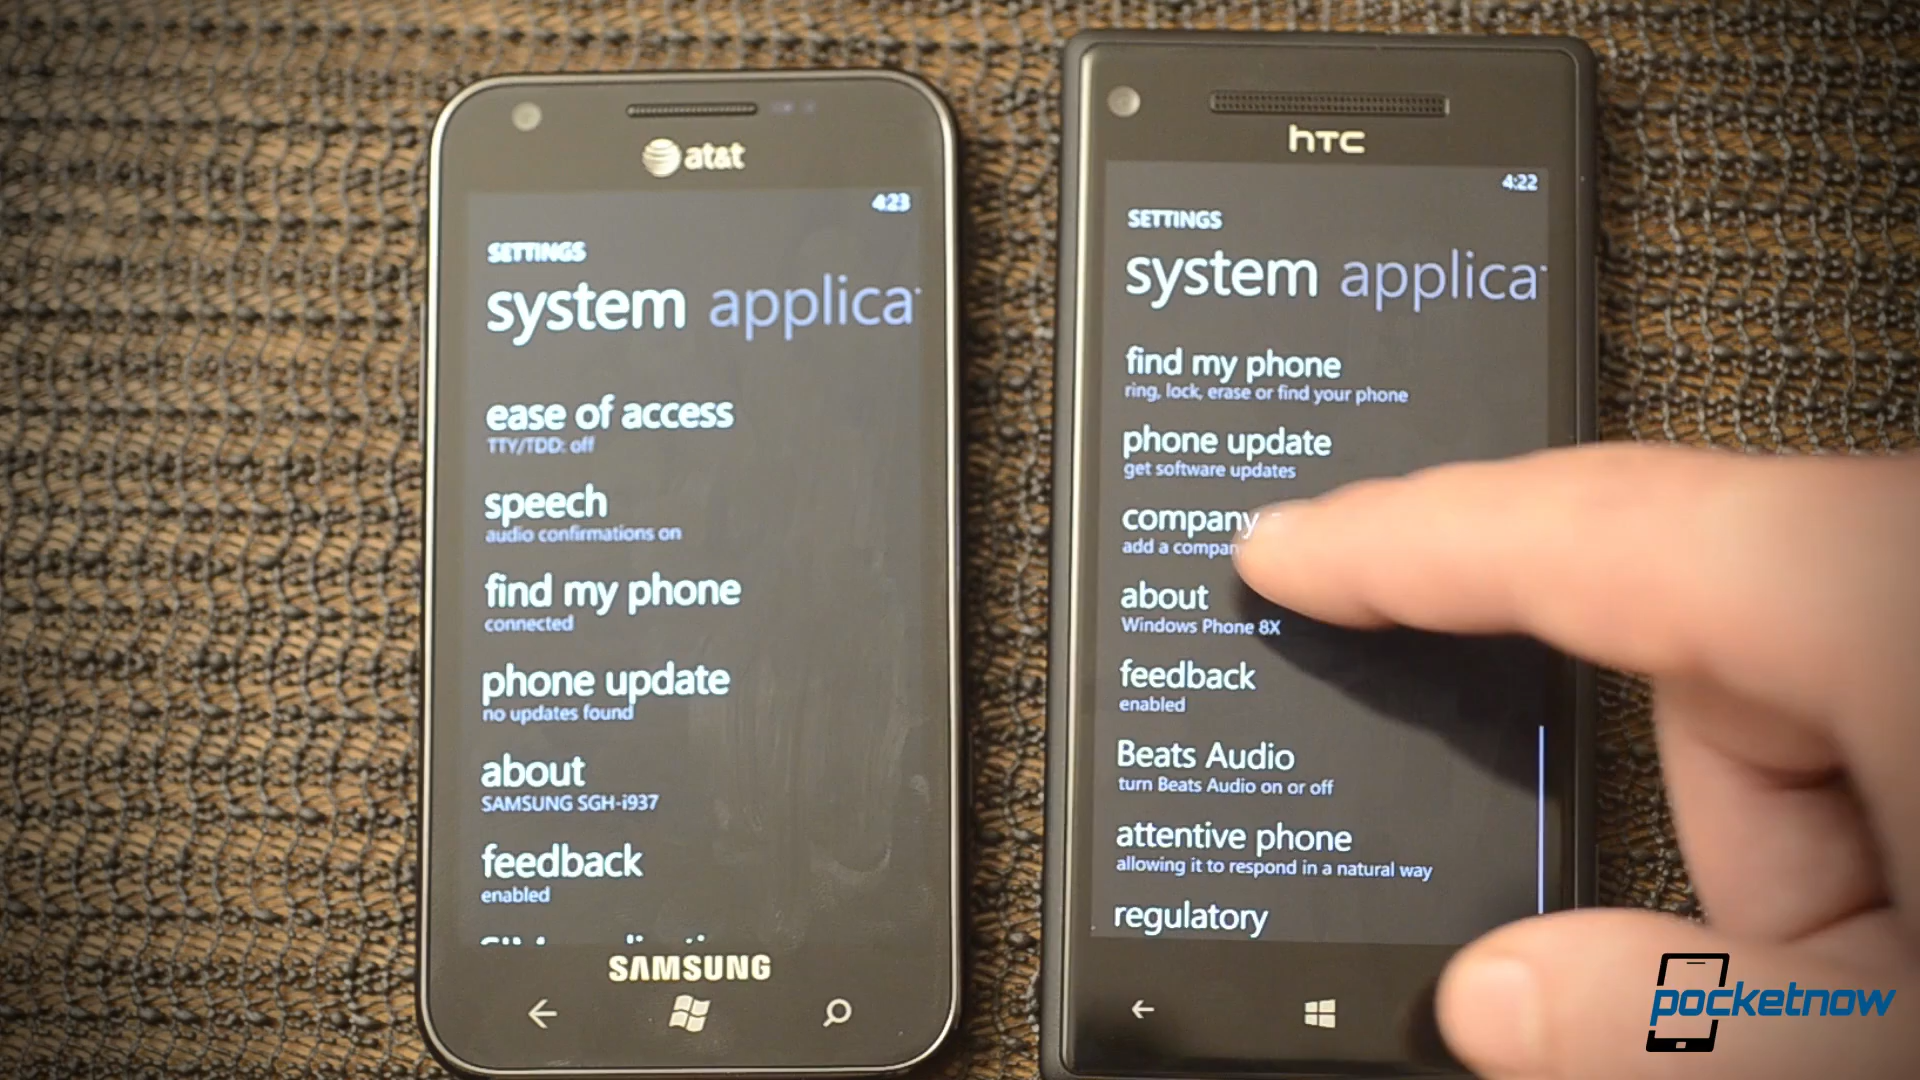 at&t
4:23
SETTINGS
system applica
ease of access
TTY/TDD: off
speech
audio confirmations on
find my phone
connected
phone update
no updates found
about
SAMSUNG SGH-i937
feedback
enabled
SAMSUNG
hTC
4:22
SETTINGS
system applica
find my phone
ring, lock, erase or find your phone
phone update
get software updates
company
add a compan
about
Windows Phone 8X
feedback
enabled
Beats Audio
turn Beats Audio on or off
attentive phone
allowing it to respond in a natural way
regulatory
pocketnow